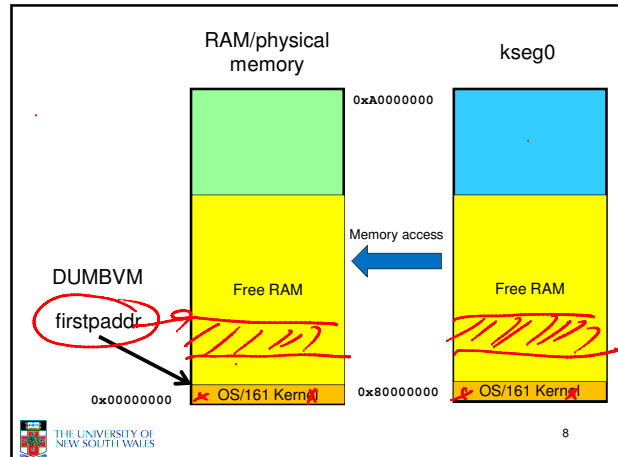 RAM/physical
memory
kseg0
0xA0000000
Memory access
DUMBVM
firstpaddr
Free RAM
Free RAM
0x00000000
OS/161 Kernel
0x80000000
OS/161 Kernel
THE UNIVERSITY OF
NEW SOUTH WALES
8